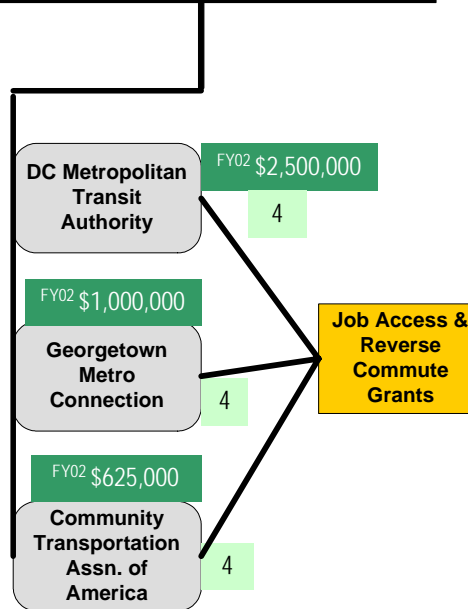 FY02 $2,500,000
DC Metropolitan
Transit
Authority
4
FY02 $1,000,000
Georgetown
Metro
Connection
4
Job Access &
Reverse
Commute
Grants
FY02 $625,000
Community
Transportation
Assn. of
America
4